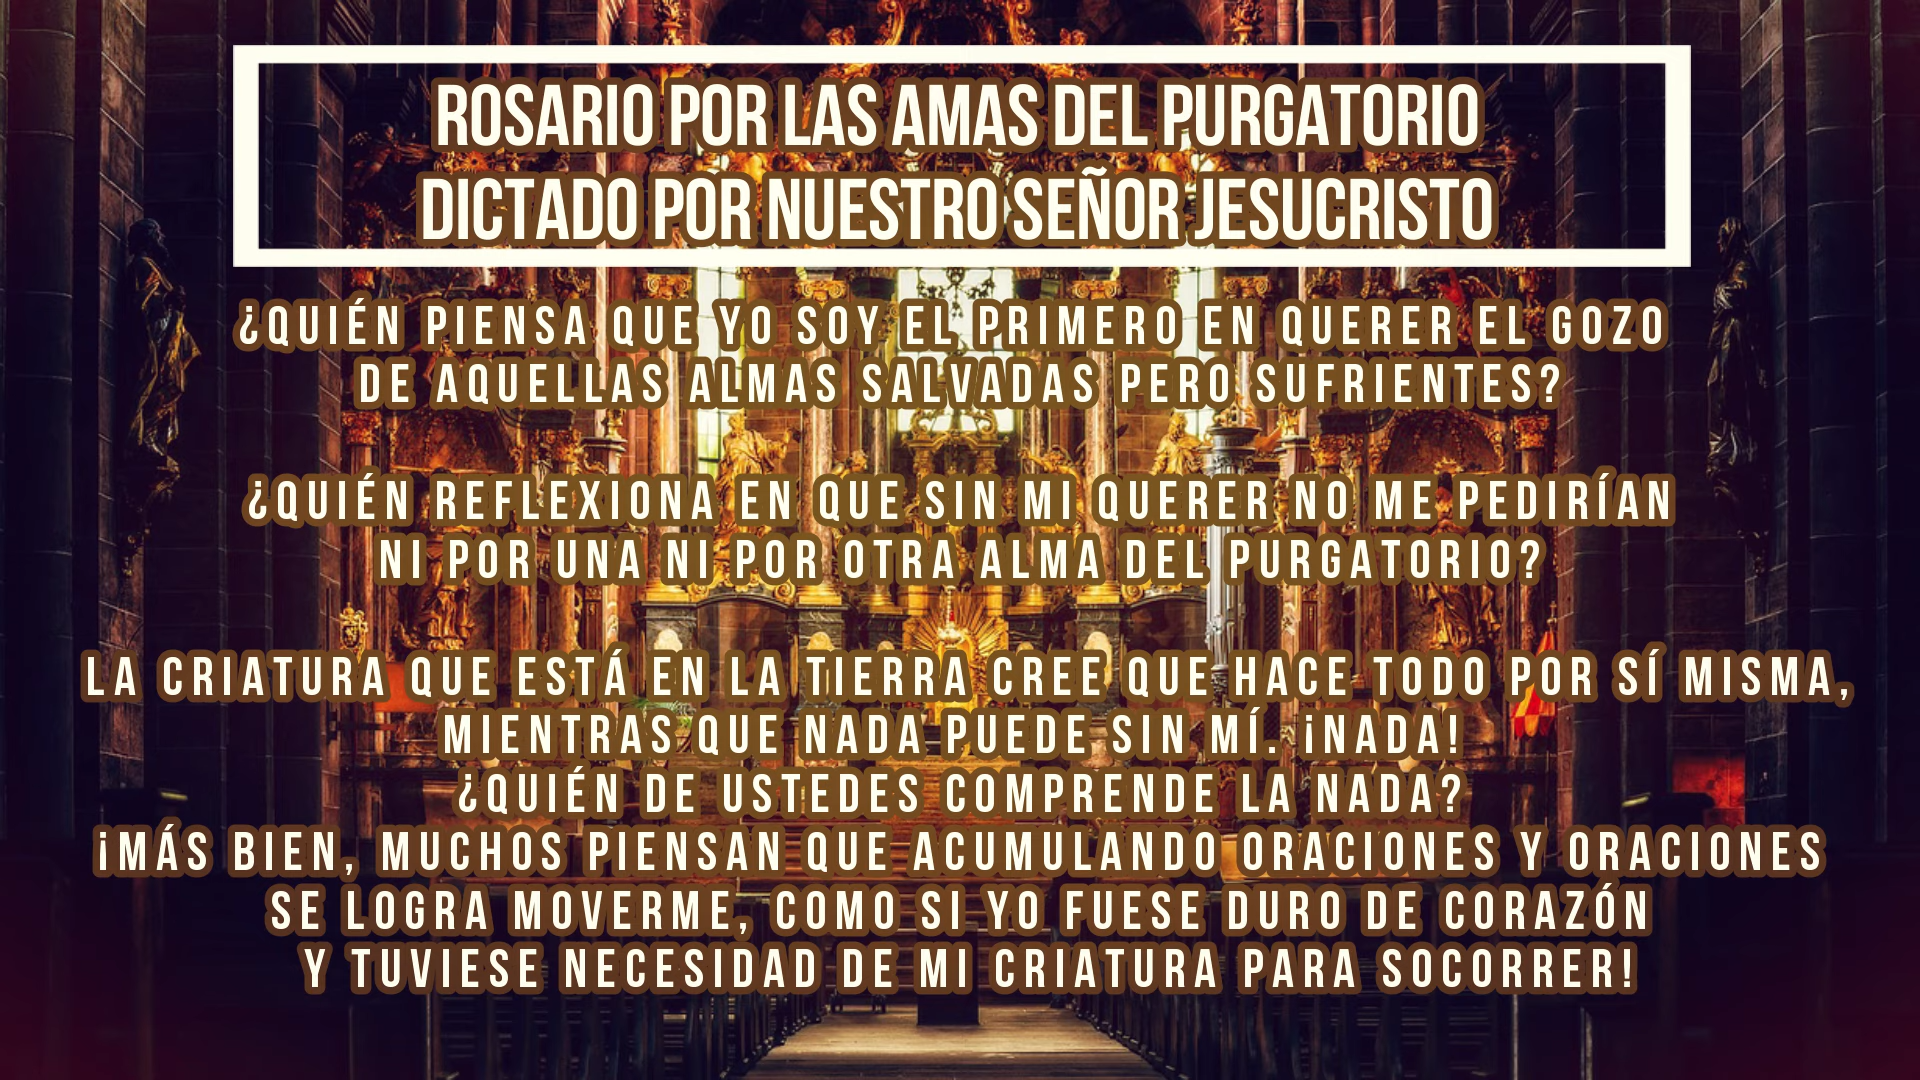 ROSARIO POR LAS AMAS DEL PURGATORIO
DICTADO POR NUESTRO SEÑOR JESUCRISTO
¿QUIÉN PIENSA QUE YO SOY EL PRIMERO EN QUERER EL GOZO
DE AQUELLAS ALMAS SALVADAS PERO SUFRIENTES?
¿QUIÉN REFLEXIONA EN QUE SIN MI QUERER NO ME PEDIRÍAN
NI POR UNA NI POR OTRA ALMA DEL PURGATORIO?
LA CRIATURA QUE ESTÁ EN LA TIERRA CREE QUE HACE TODO POR SÍ MISMA,
MIENTRAS QUE NADA PUEDE SIN MÍ. ¡NADA!
¿QUIÉN DE USTEDES COMPRENDE LA NADA?
¡MÁS BIEN, MUCHOS PIENSAN QUE ACUMULANDO ORACIONES Y ORACIONES
SE LOGRA MOVERME, COMO SI YO FUESE DURO DE CORAZÓN
Y TUVIESE NECESIDAD DE MI CRIATURA PARA SOCORRER!